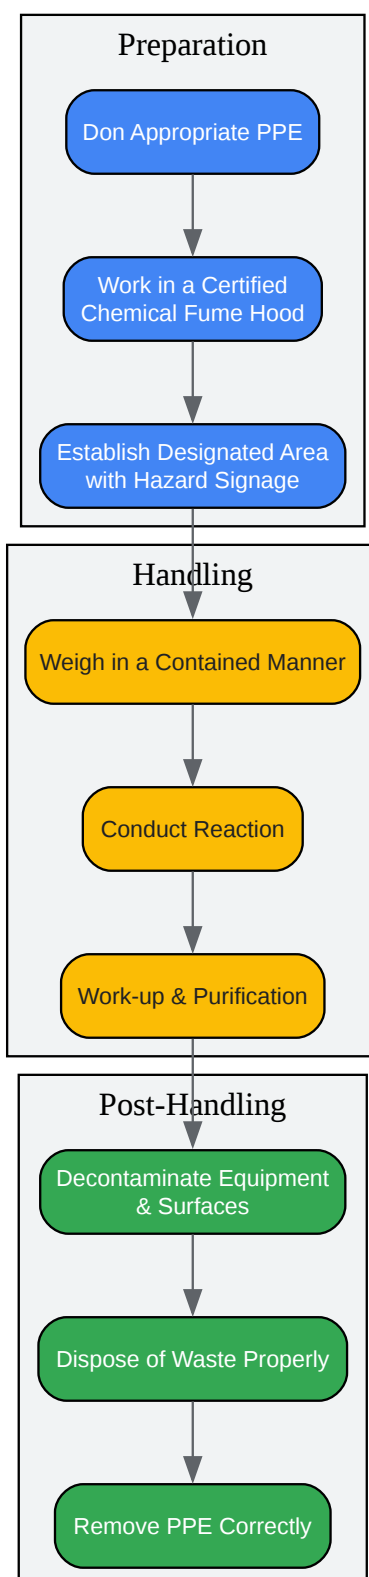 Preparation
Don Appropriate PPE
Work in a Certified
Chemical Fume Hood
Establish Designated Area
with Hazard Signage
Handling
Weigh in a Contained Manner
Conduct Reaction
Work-up & Purification
Post-Handling
Decontaminate Equipment
& Surfaces
Dispose of Waste Properly
Remove PPE Correctly